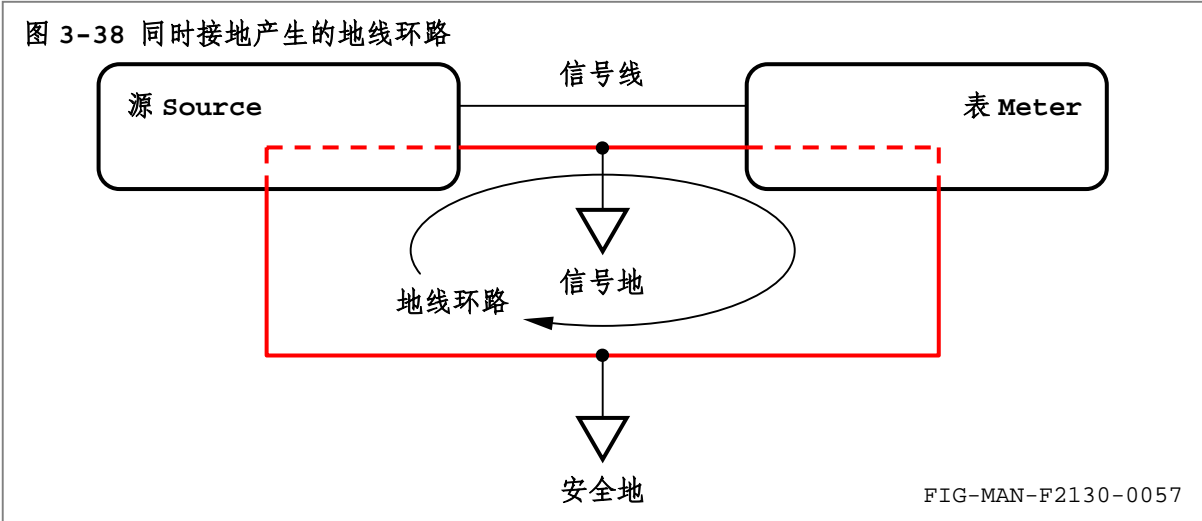 图 3-38 同时接地产生的地线环路
信号线
源 Source
表 Meter
信号地
地线环路
安全地
FIG-MAN-F2130-0057